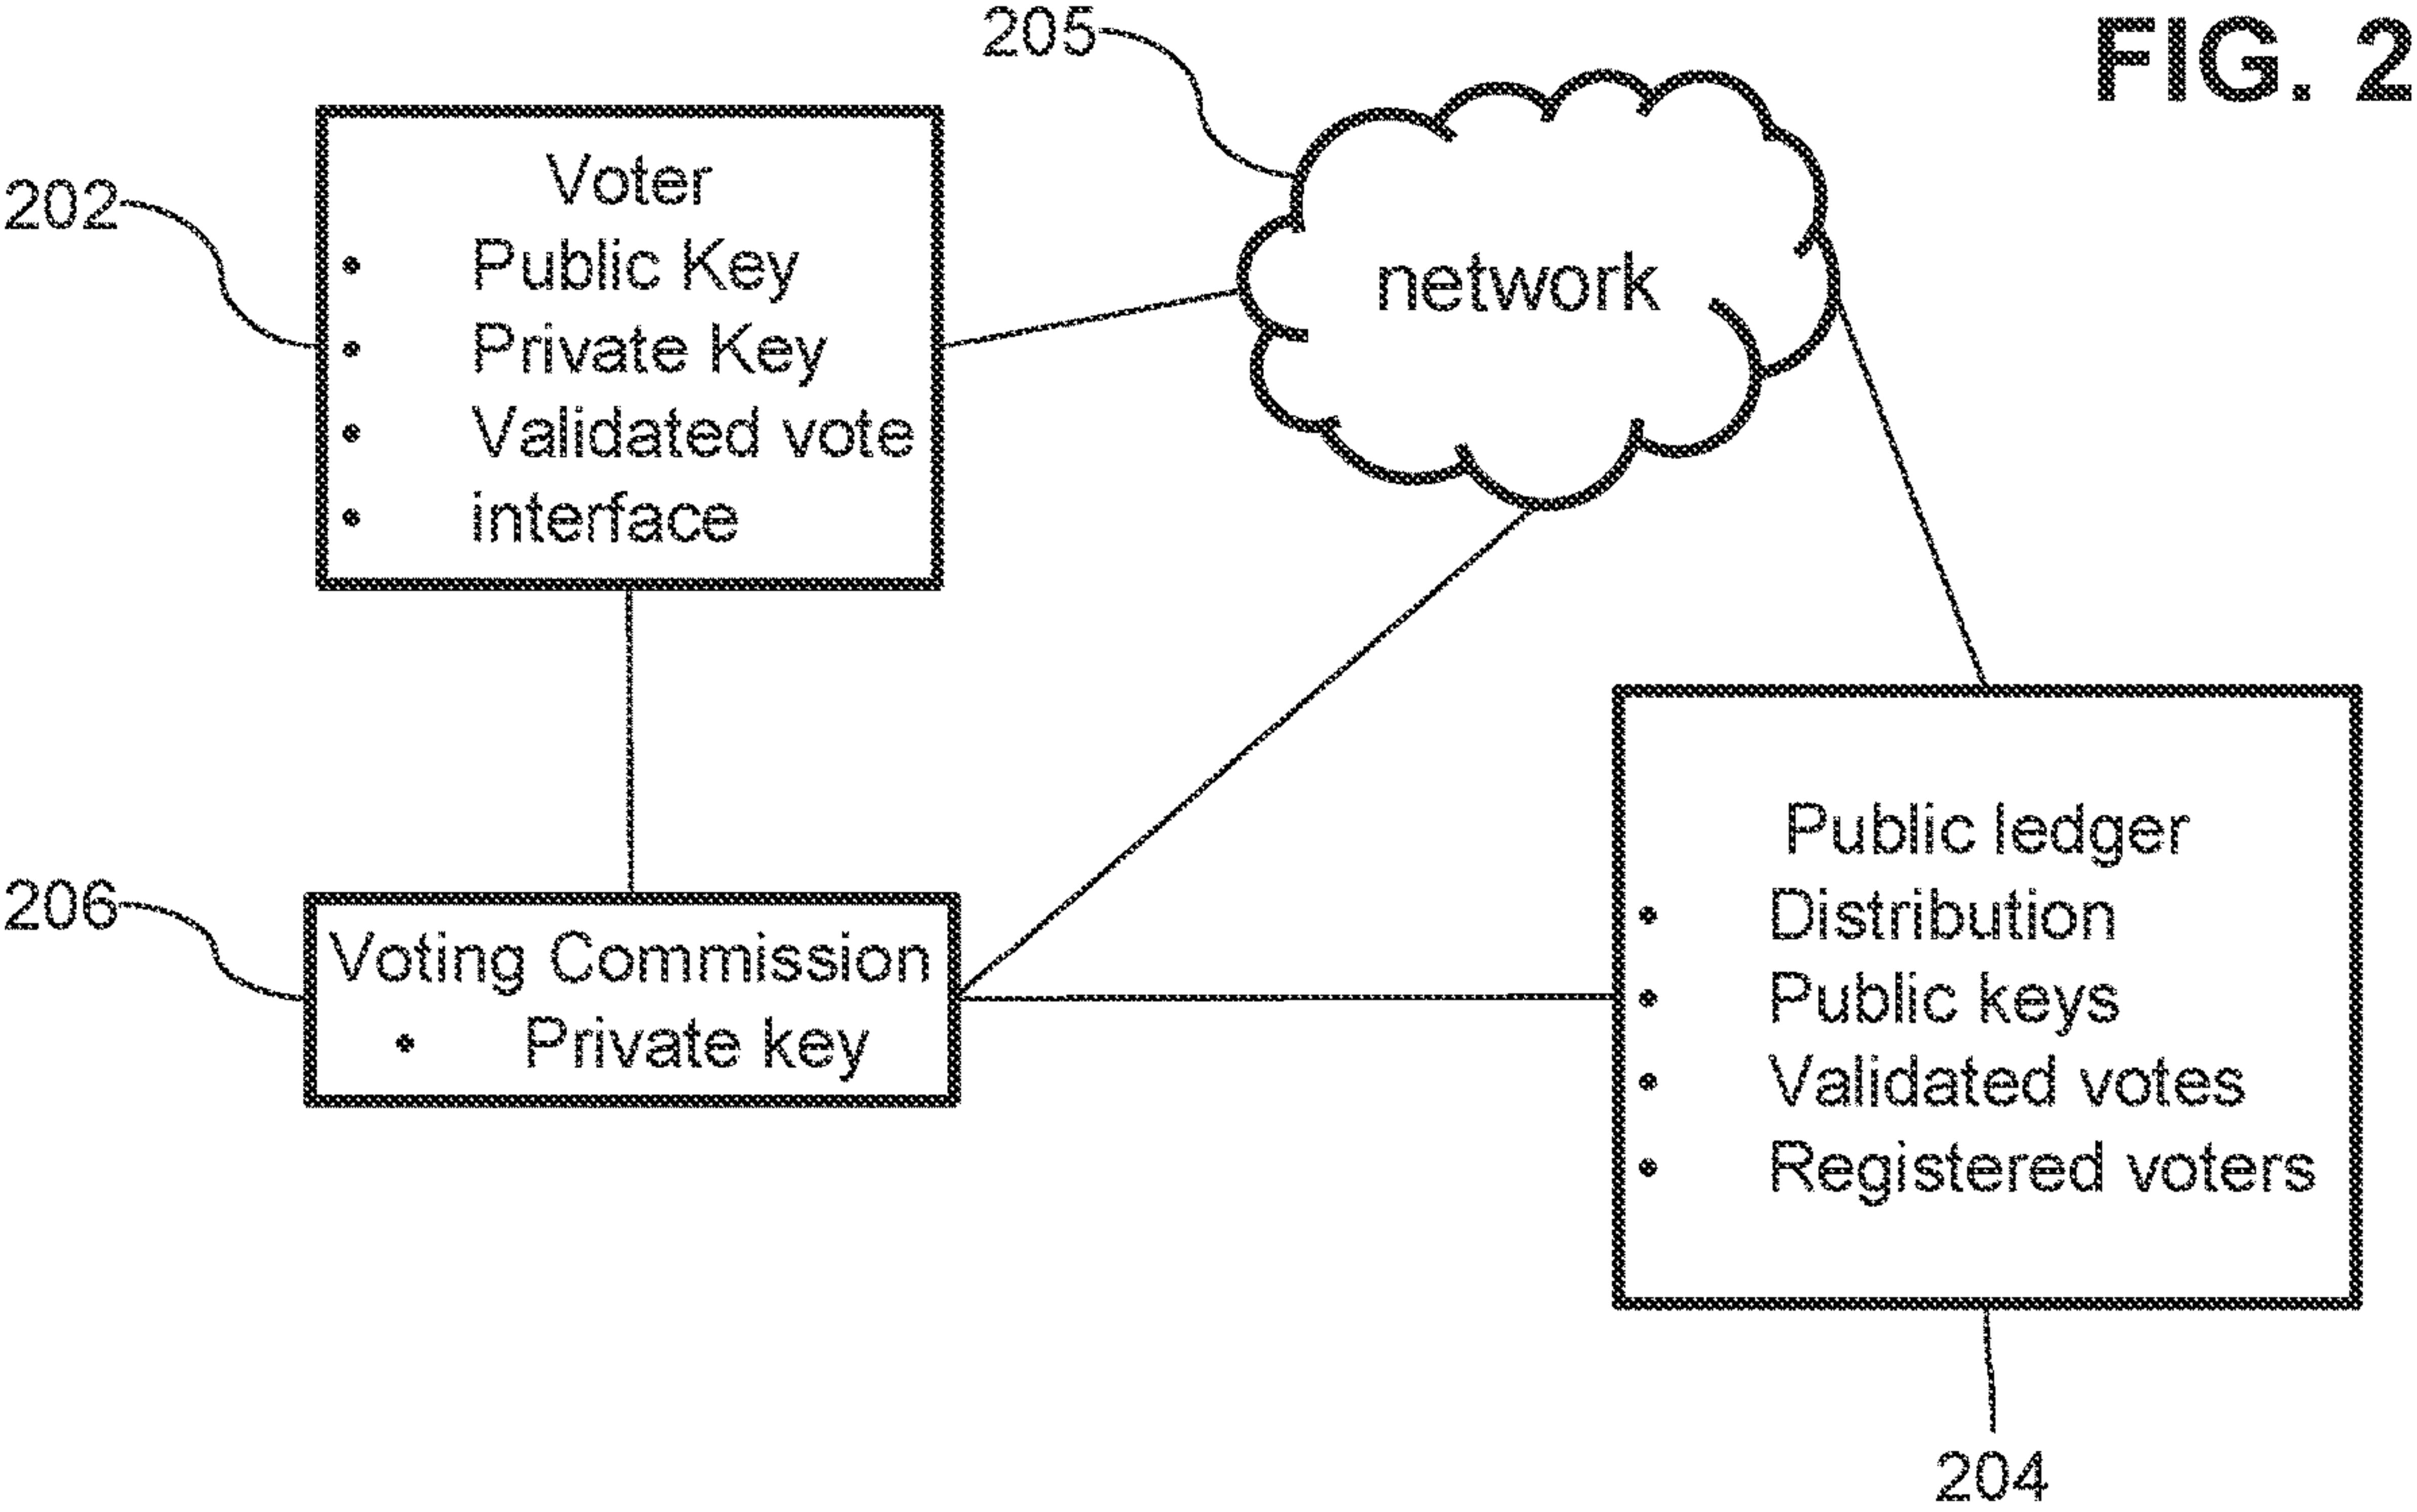 FIG. 2
205
202
Voter
• Public Key
• Private Key
• Validated vote
• interface
network
206
Voting Commission
• Private key
Public ledger
• Distribution
• Public keys
• Validated votes
• Registered voters
204